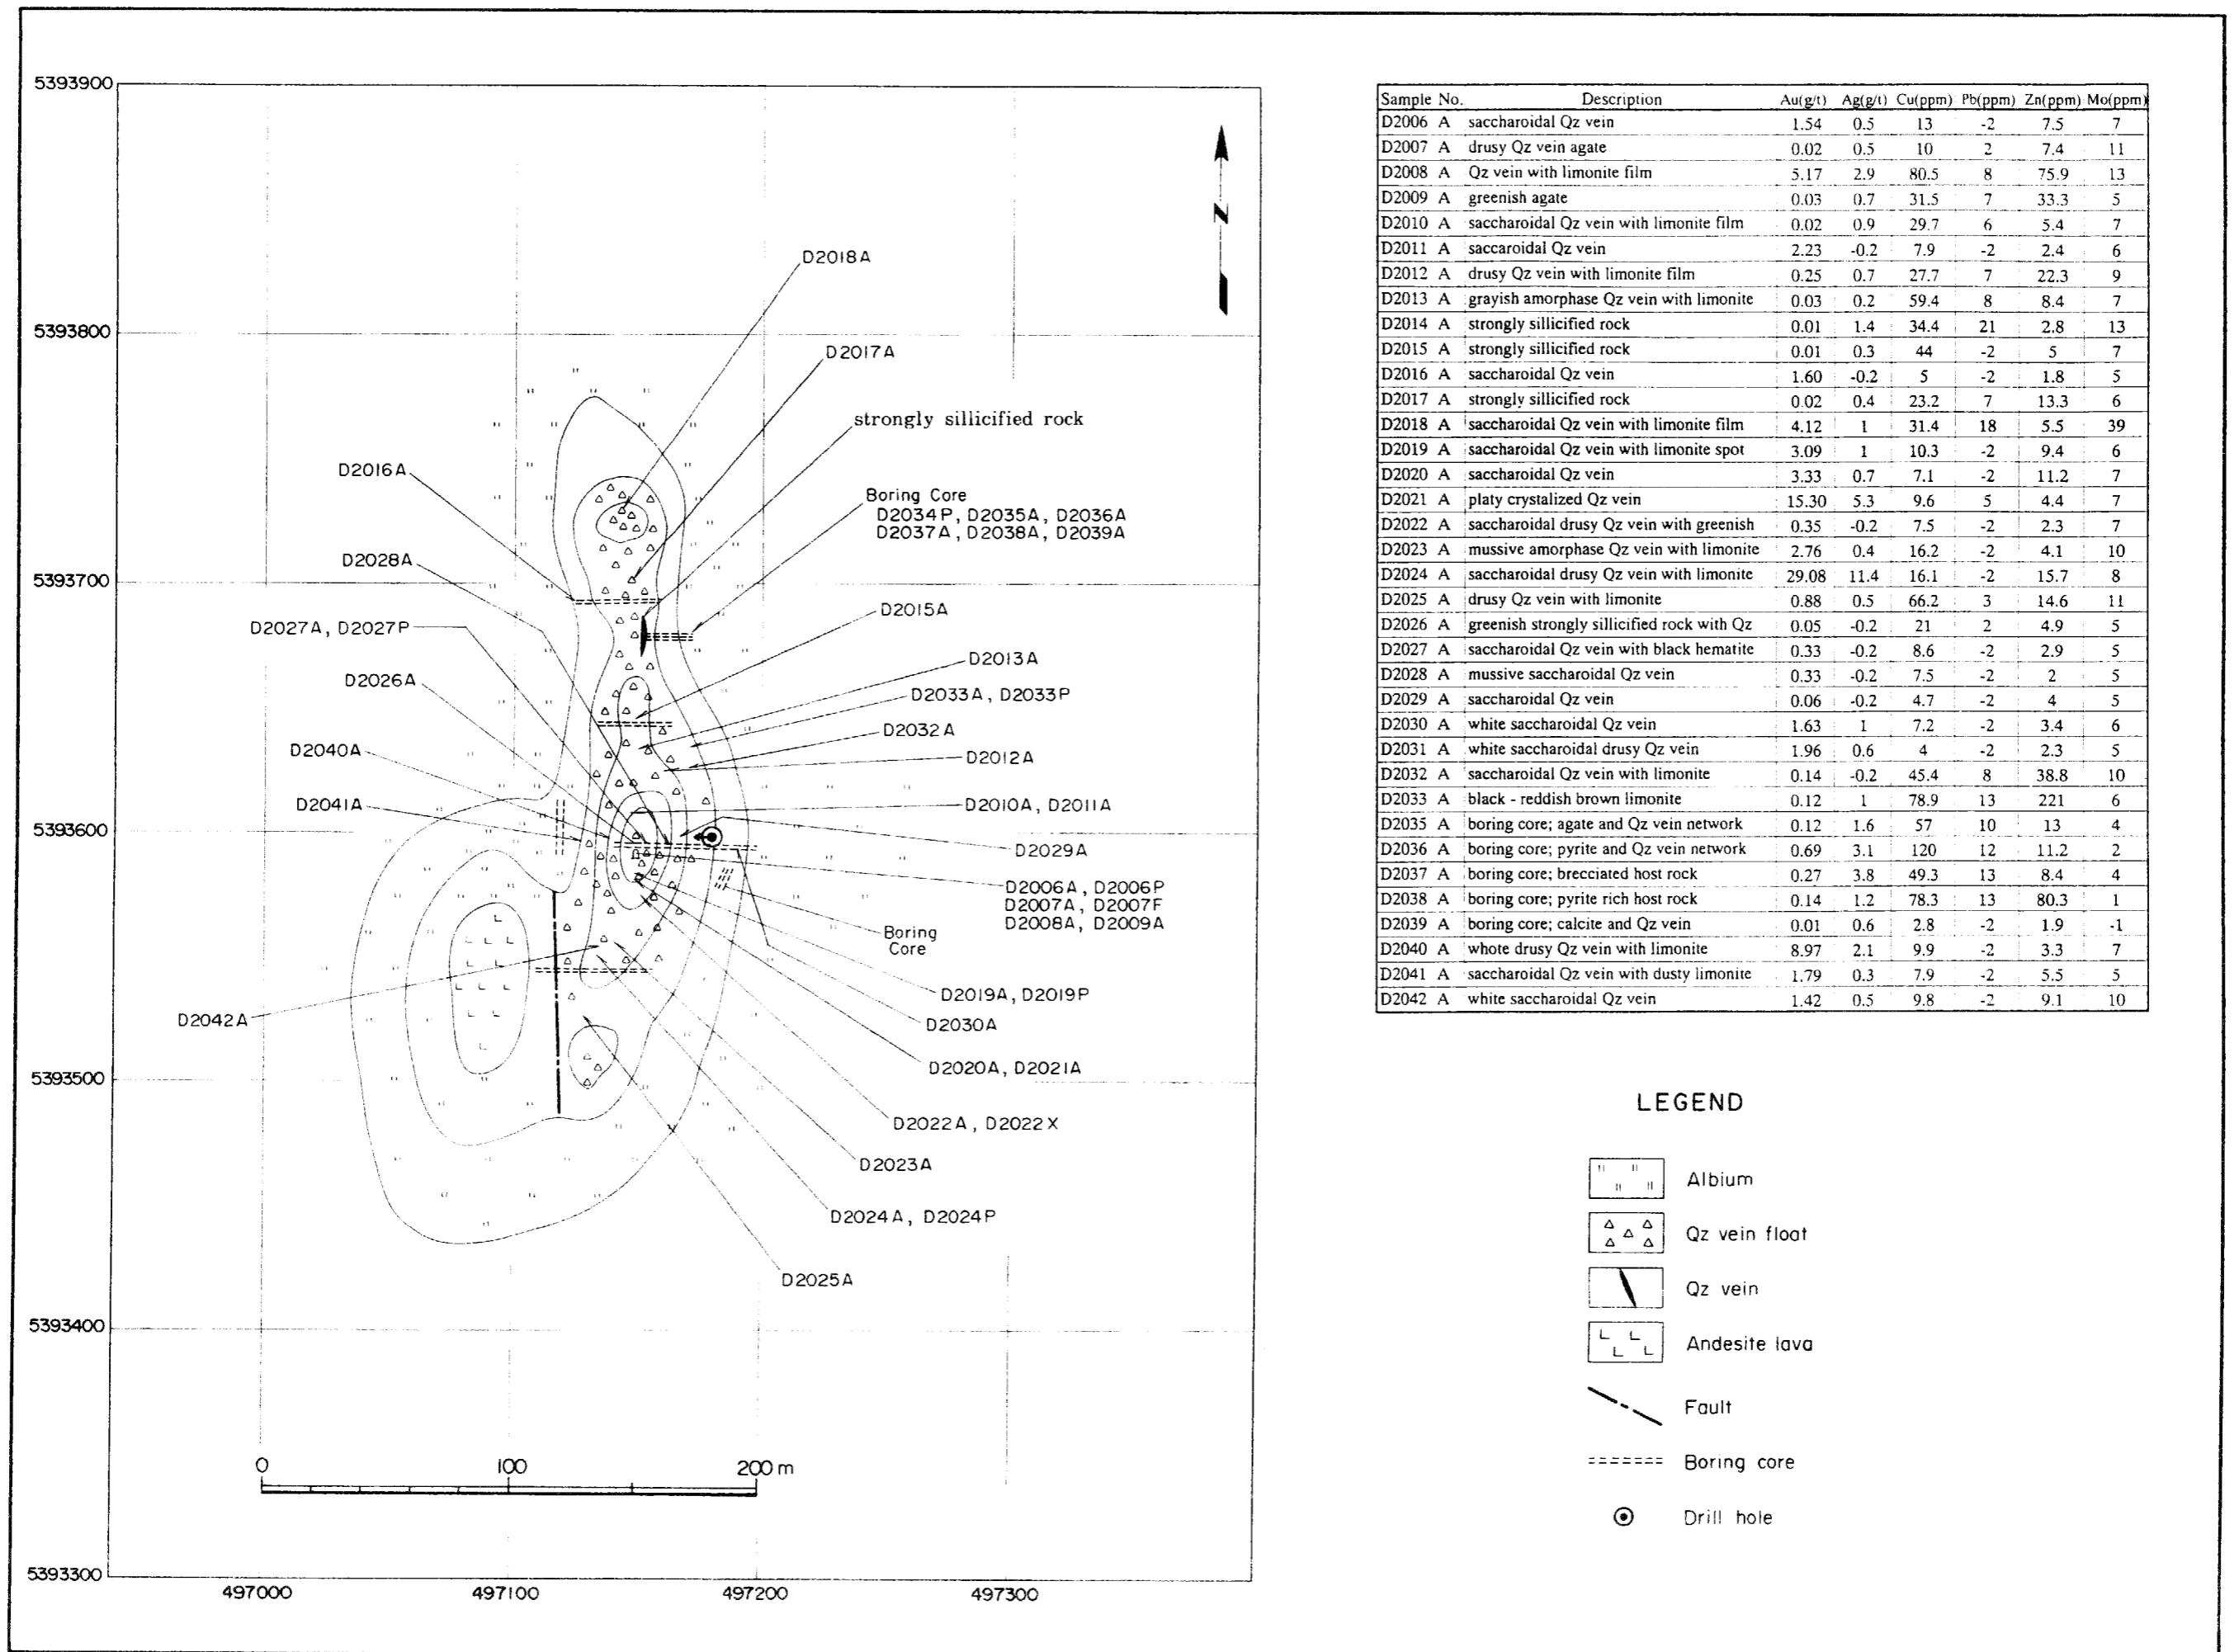 5393900
5393800
5393700
5393600
5393500
5393400
5393300
497000
497100
497200
497300
N
D2018A
D2017A
strongly sillicified rock
D2016A
Boring Core
D2034P, D2035A, D2036A
D2037A, D2038A, D2039A
D2028A
D2015A
D2027A, D2027P
D2013A
D2026A
D2033A, D2033P
D2032A
D2040A
D2012A
D2041A
D2010A, D2011A
D2029A
D2006A, D2006P
D2007A, D2007F
D2008A, D2009A
Boring
Core
D2019A, D2019P
D2042A
D2030A
D2020A, D2021A
D2022A, D2022X
D2023A
D2024A, D2024P
D2025A
0 100 200 m
Sample No. Description Au(g/t) Ag(g/t) Cu(ppm) Pb(ppm) Zn(ppm) Mo(ppm)
D2006 A saccharoidal Qz vein 1.54 0.5 13 -2 7.5 7
D2007 A drusy Qz vein agate 0.02 0.5 10 2 7.4 11
D2008 A Qz vein with limonite film 5.17 2.9 80.5 8 75.9 13
D2009 A greenish agate 0.03 0.7 31.5 7 33.3 5
D2010 A saccharoidal Qz vein with limonite film 0.02 0.9 29.7 6 5.4 7
D2011 A saccaroidal Qz vein 2.23 -0.2 7.9 -2 2.4 6
D2012 A drusy Qz vein with limonite film 0.25 0.7 27.7 7 22.3 9
D2013 A grayish amorphase Qz vein with limonite 0.03 0.2 59.4 8 8.4 7
D2014 A strongly sillicified rock 0.01 1.4 34.4 21 2.8 13
D2015 A strongly sillicified rock 0.01 0.3 44 -2 5 7
D2016 A saccharoidal Qz vein 1.60 -0.2 5 -2 1.8 5
D2017 A strongly sillicified rock 0.02 0.4 23.2 7 13.3 6
D2018 A saccharoidal Qz vein with limonite film 4.12 1 31.4 18 5.5 39
D2019 A saccharoidal Qz vein with limonite spot 3.09 1 10.3 -2 9.4 6
D2020 A saccharoidal Qz vein 3.33 0.7 7.1 -2 11.2 7
D2021 A platy crystalized Qz vein 15.30 5.3 9.6 5 4.4 7
D2022 A saccharoidal drusy Qz vein with greenish 0.35 -0.2 7.5 -2 2.3 7
D2023 A mussive amorphase Qz vein with limonite 2.76 0.4 16.2 -2 4.1 10
D2024 A saccharoidal drusy Qz vein with limonite 29.08 11.4 16.1 -2 15.7 8
D2025 A drusy Qz vein with limonite 0.88 0.5 66.2 3 14.6 11
D2026 A greenish strongly sillicified rock with Qz 0.05 -0.2 21 2 4.9 5
D2027 A saccharoidal Qz vein with black hematite 0.33 -0.2 8.6 -2 2.9 5
D2028 A mussive saccharoidal Qz vein 0.33 -0.2 7.5 -2 2 5
D2029 A saccharoidal Qz vein 0.06 -0.2 4.7 -2 4 5
D2030 A white saccharoidal Qz vein 1.63 1 7.2 -2 3.4 6
D2031 A white saccharoidal drusy Qz vein 1.96 0.6 4 -2 2.3 5
D2032 A saccharoidal Qz vein with limonite 0.14 -0.2 45.4 8 38.8 10
D2033 A black - reddish brown limonite 0.12 1 78.9 13 221 6
D2035 A boring core; agate and Qz vein network 0.12 1.6 57 10 13 4
D2036 A boring core; pyrite and Qz vein network 0.69 3.1 120 12 11.2 2
D2037 A boring core; brecciated host rock 0.27 3.8 49.3 13 8.4 4
D2038 A boring core; pyrite rich host rock 0.14 1.2 78.3 13 80.3 1
D2039 A boring core; calcite and Qz vein 0.01 0.6 2.8 -2 1.9 -1
D2040 A whote drusy Qz vein with limonite 8.97 2.1 9.9 -2 3.3 7
D2041 A saccharoidal Qz vein with dusty limonite 1.79 0.3 7.9 -2 5.5 5
D2042 A white saccharoidal Qz vein 1.42 0.5 9.8 -2 9.1 10
LEGEND
Albium
Qz vein float
Qz vein
Andesite lava
Fault
Boring core
Drill hole